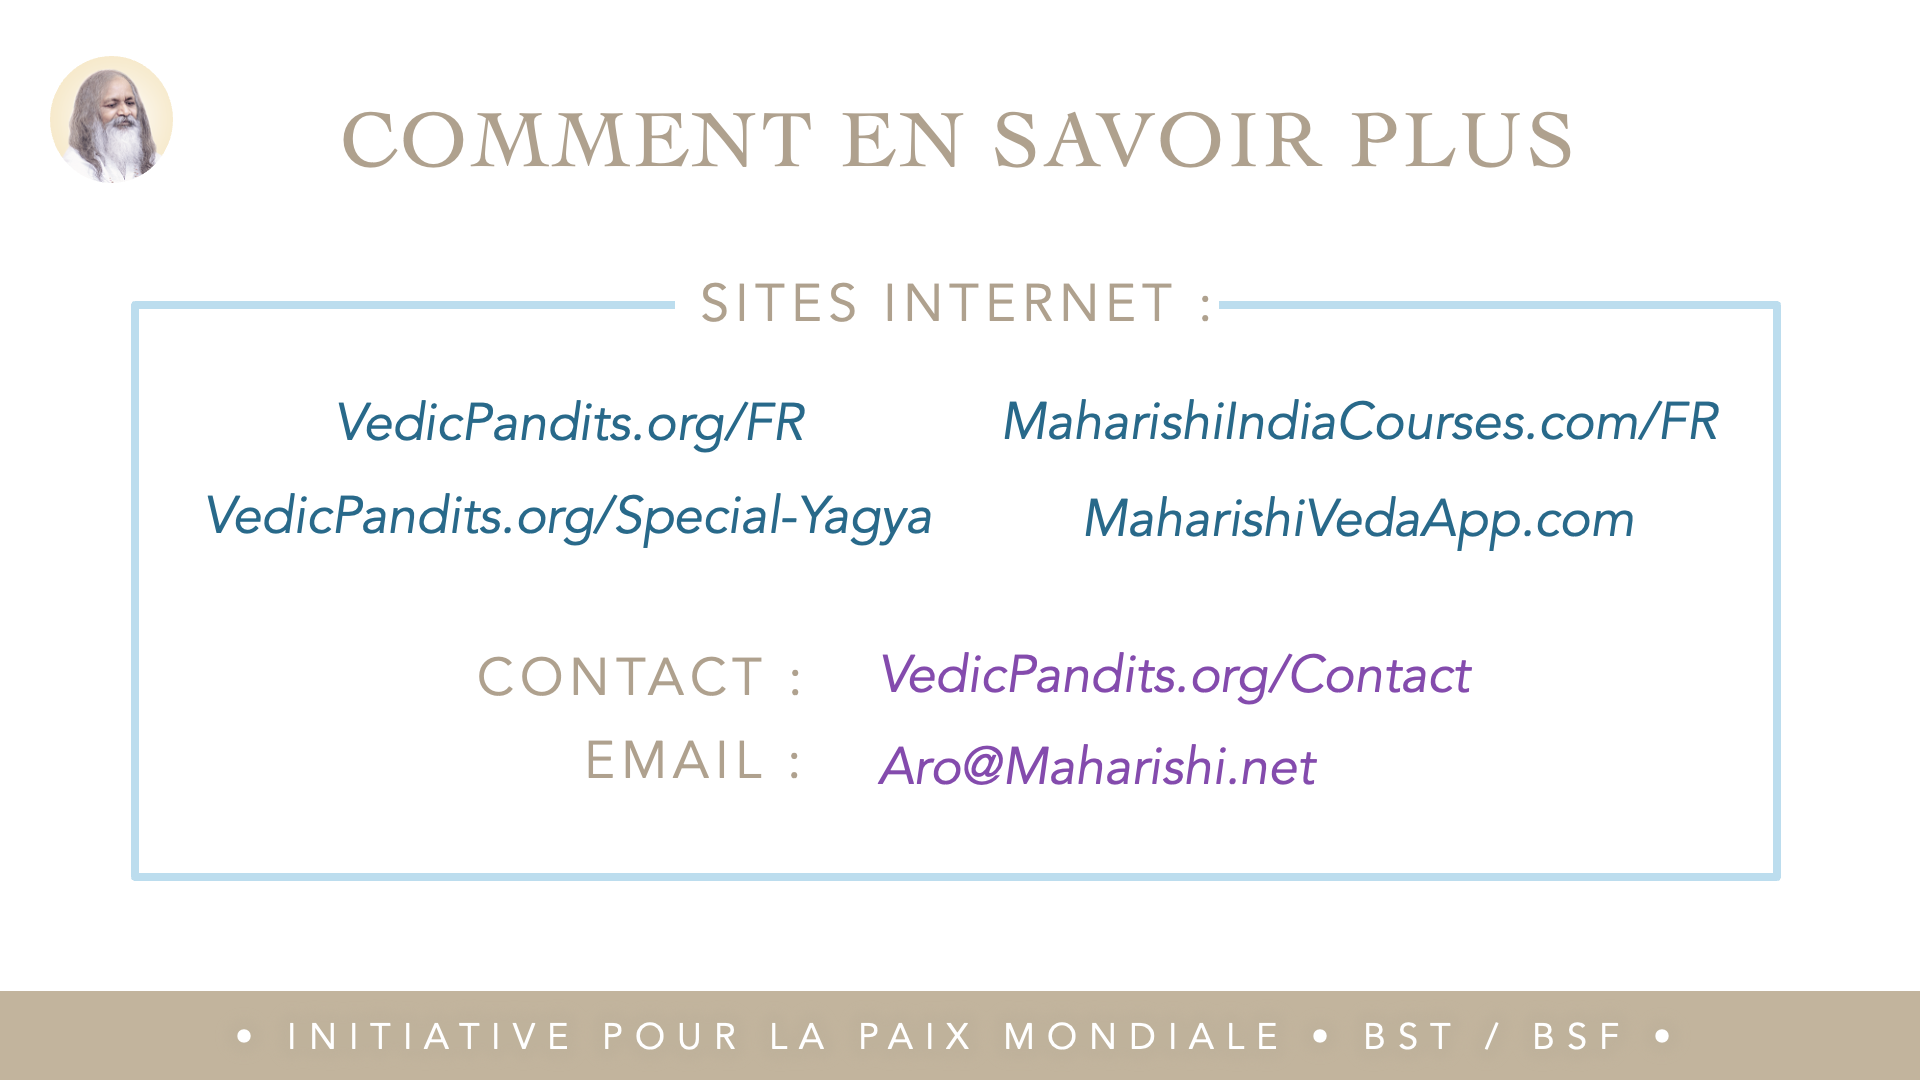 COMMENT EN SAVOIR PLUS
SITES INTERNET :
VedicPandits.org/FR
MaharishiIndiaCourses.com/FR
VedicPandits.org/Special-Yagya
MaharishiVedaApp.com
CONTACT : VedicPandits.org/Contact
EMAIL : Aro@Maharishi.net
• INITIATIVE POUR LA PAIX MONDIALE • BST / BSF •